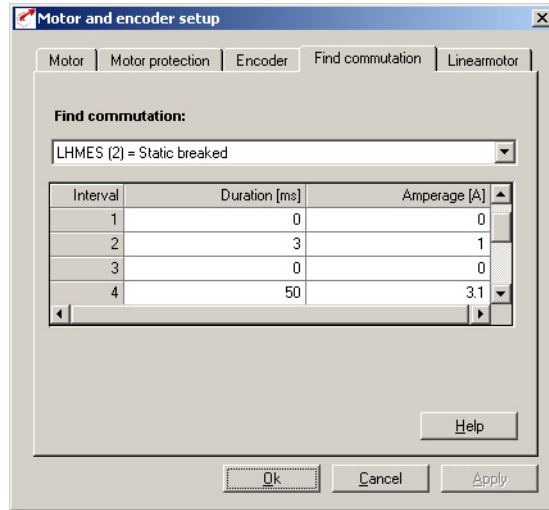 Motor and encoder setup
Motor Motor protection Encoder Find commutation Linearmotor
Find commutation:
LHMES (2) = Static breaked
Interval Duration [ms] Amperage [A]
1 0 0
2 3 1
3 0 0
4 50 3.1
Help
Ok Cancel Apply